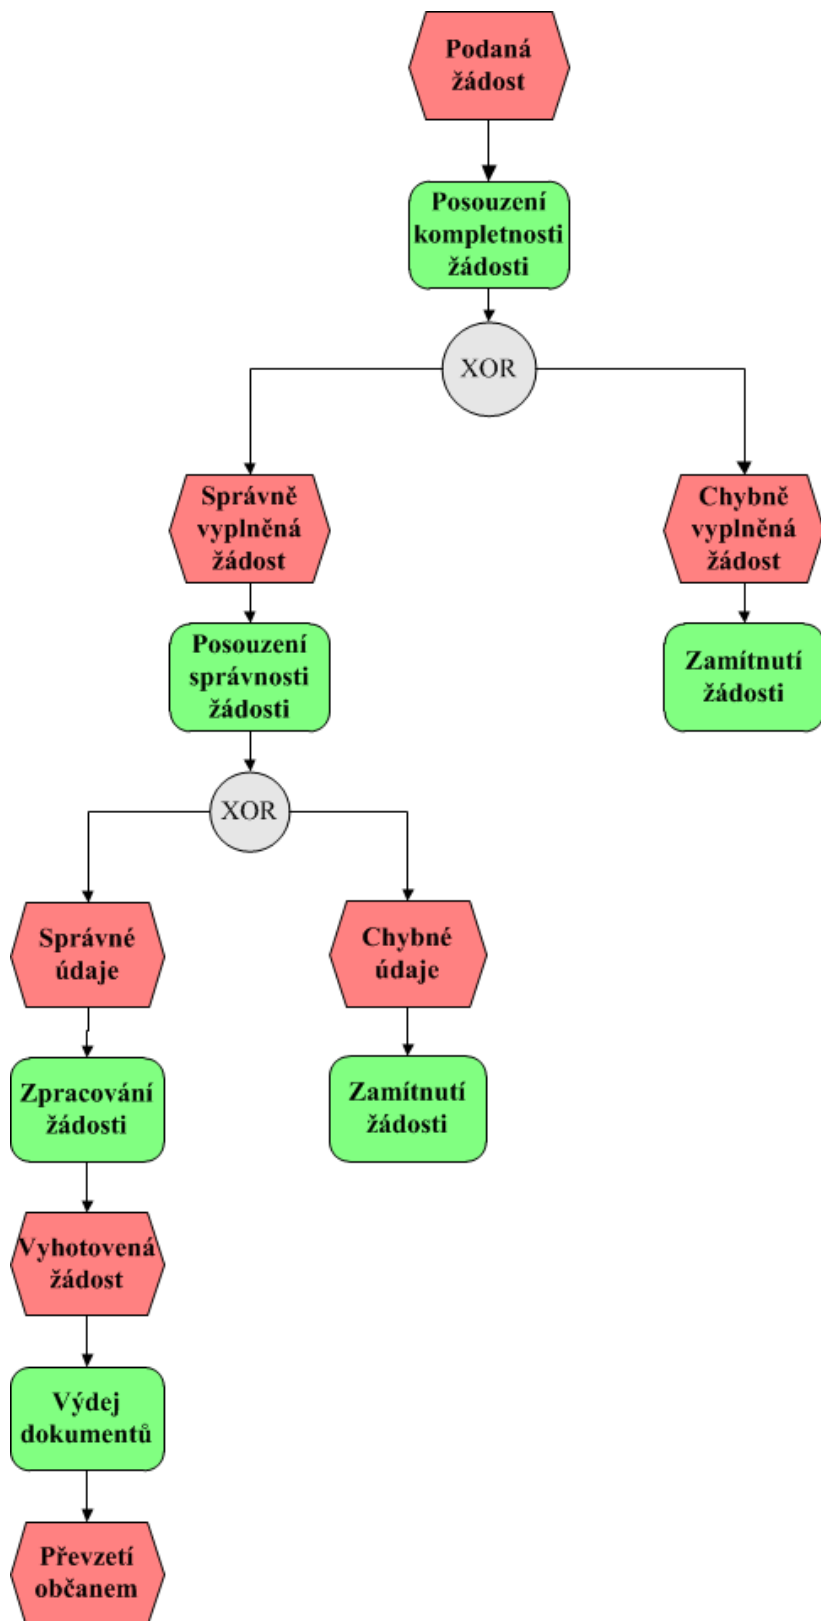 Podaná
žádost
Posouzení
kompletnosti
žádosti
XOR
Správně
vyplněná
žádost
Chybně
vyplněná
žádost
Posouzení
správnosti
žádosti
Zamítnutí
žádosti
XOR
Správné
údaje
Chybné
údaje
Zpracování
žádosti
Zamítnutí
žádosti
Vyhotovená
žádost
Výdej
dokumentů
Převzetí
občanem